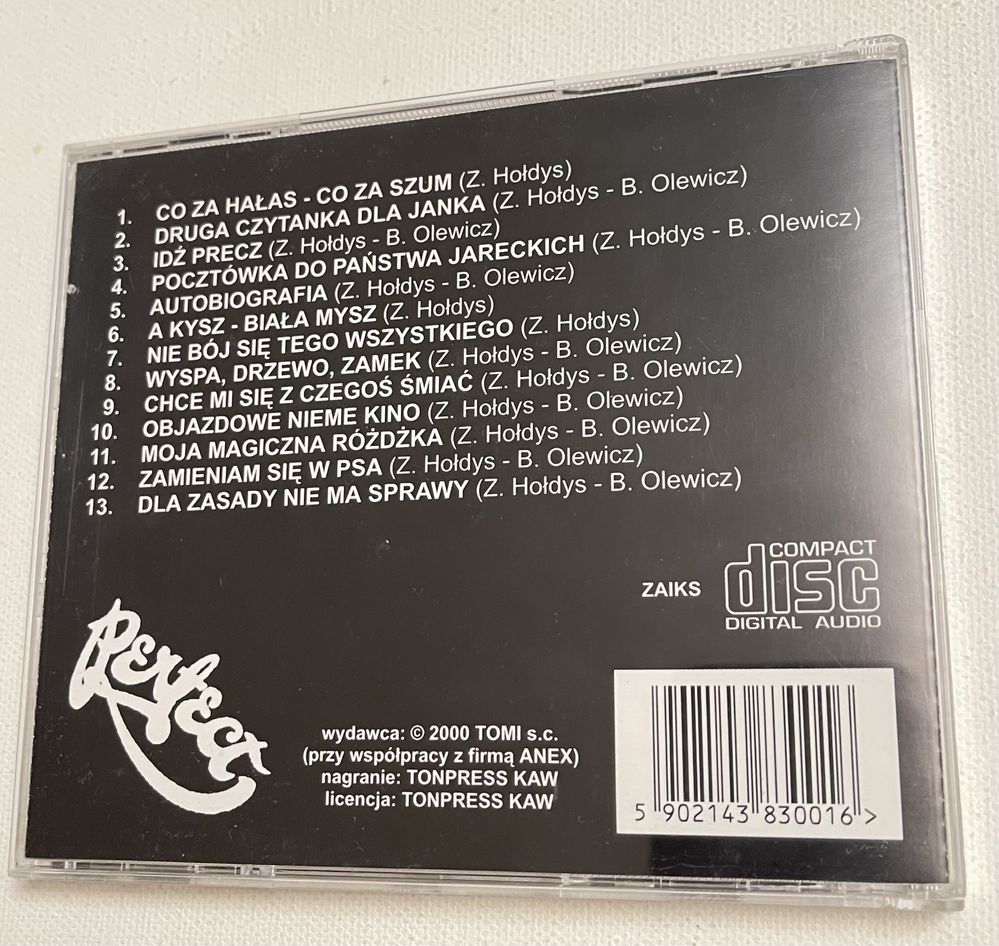 1. CO ZA HAŁAS - CO ZA SZUM (Z. Hołdys)
2. DRUGA CZYTANKA DLA JANKA (Z. Hołdys - B. Olewicz)
3. IDŹ PRECZ (Z. Hołdys - B. Olewicz)
4. POCZTÓWKA DO PAŃSTWA JARECKICH (Z. Hołdys - B. Olewicz)
5. AUTOBIOGRAFIA (Z. Hołdys - B. Olewicz)
6. A KYSZ - BIAŁA MYSZ (Z. Hołdys)
7. NIE BÓJ SIĘ TEGO WSZYSTKIEGO (Z. Hołdys)
8. WYSPA, DRZEWO, ZAMEK (Z. Hołdys - B. Olewicz)
9. CHCE MI SIĘ Z CZEGOŚ ŚMIAĆ (Z. Hołdys - B. Olewicz)
10. OBJAZDOWE NIEME KINO (Z. Hołdys - B. Olewicz)
11. MOJA MAGICZNA RÓŻDŻKA (Z. Hołdys - B. Olewicz)
12. ZAMIENIAM SIĘ W PSA (Z. Hołdys - B. Olewicz)
13. DLA ZASADY NIE MA SPRAWY (Z. Hołdys - B. Olewicz)
ZAIKS
COMPACT
disc
DIGITAL AUDIO
Perfect
wydawca: © 2000 TOMI s.c.
(przy współpracy z firmą ANEX)
nagranie: TONPRESS KAW
licencja: TONPRESS KAW
5 902143 830016 >